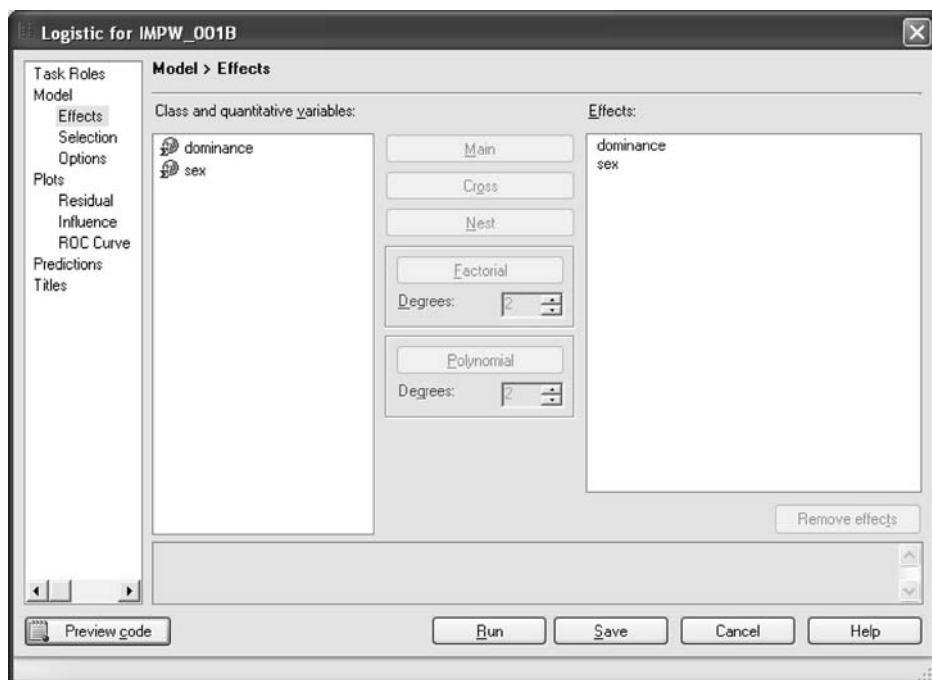 Logistic for IMPW_001B
Task Roles
Model
Effects
Selection
Options
Plots
Residual
Influence
ROC Curve
Predictions
Titles
Model > Effects
Class and quantitative variables:
dominance
sex
Main
Cross
Nest
Factorial
Degrees: 2
Polynomial
Degrees: 2
Effects:
dominance
sex
Remove effects
Preview code
Run
Save
Cancel
Help